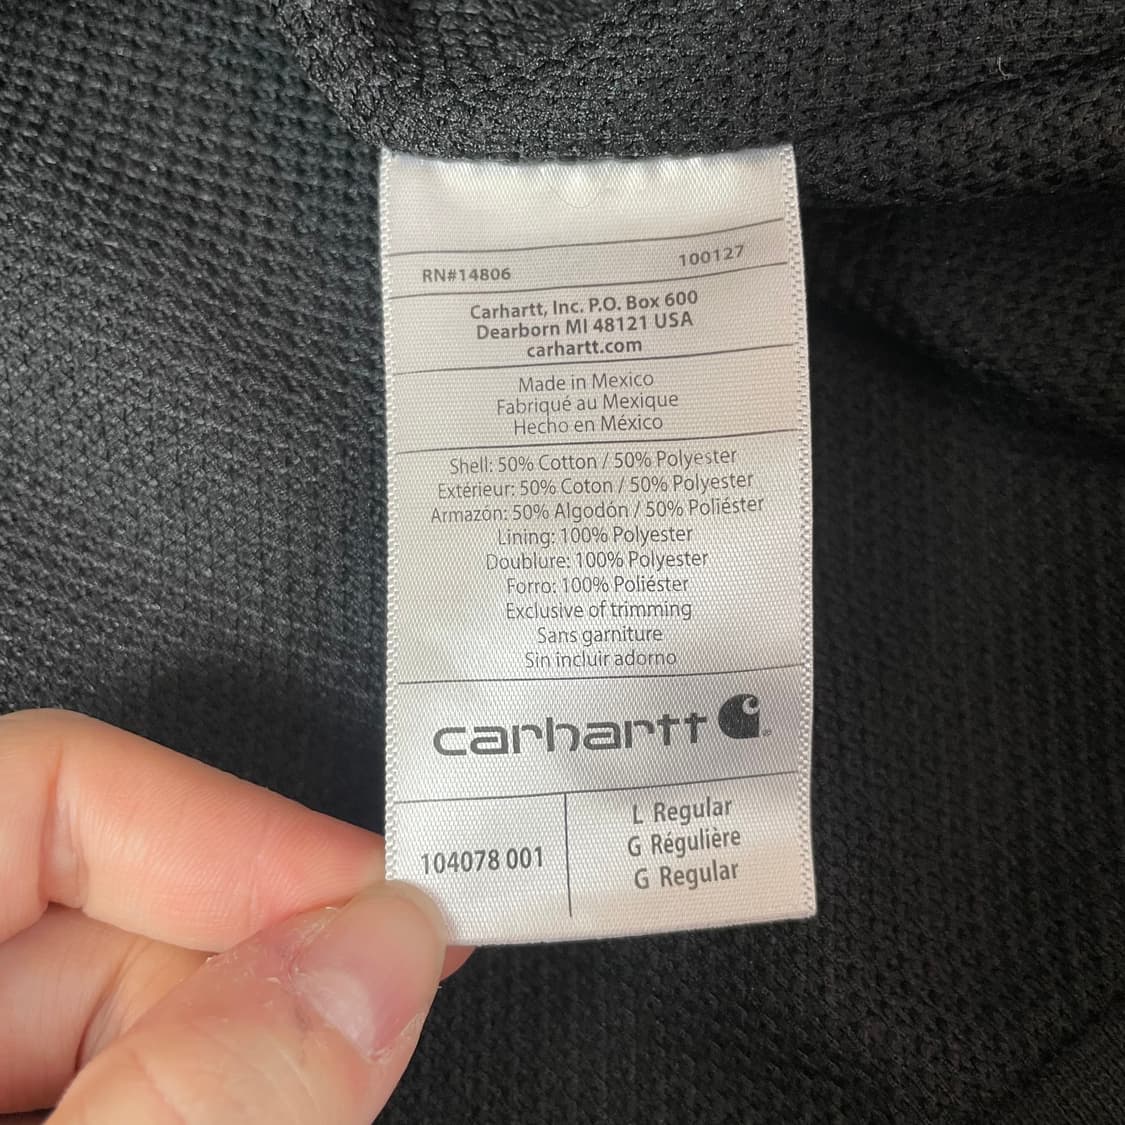 RN#14806 100127
Carhartt, Inc. P.O. Box 600
Dearborn MI 48121 USA
carhartt.com
Made in Mexico
Fabriqué au Mexique
Hecho en México
Shell: 50% Cotton / 50% Polyester
Extérieur: 50% Coton / 50% Polyester
Armazón: 50% Algodón / 50% Poliéster
Lining: 100% Polyester
Doublure: 100% Polyester
Forro: 100% Poliéster
Exclusive of trimming
Sans garniture
Sin incluir adorno
carhartt
L Regular
G Régulière
104078 001
G Regular